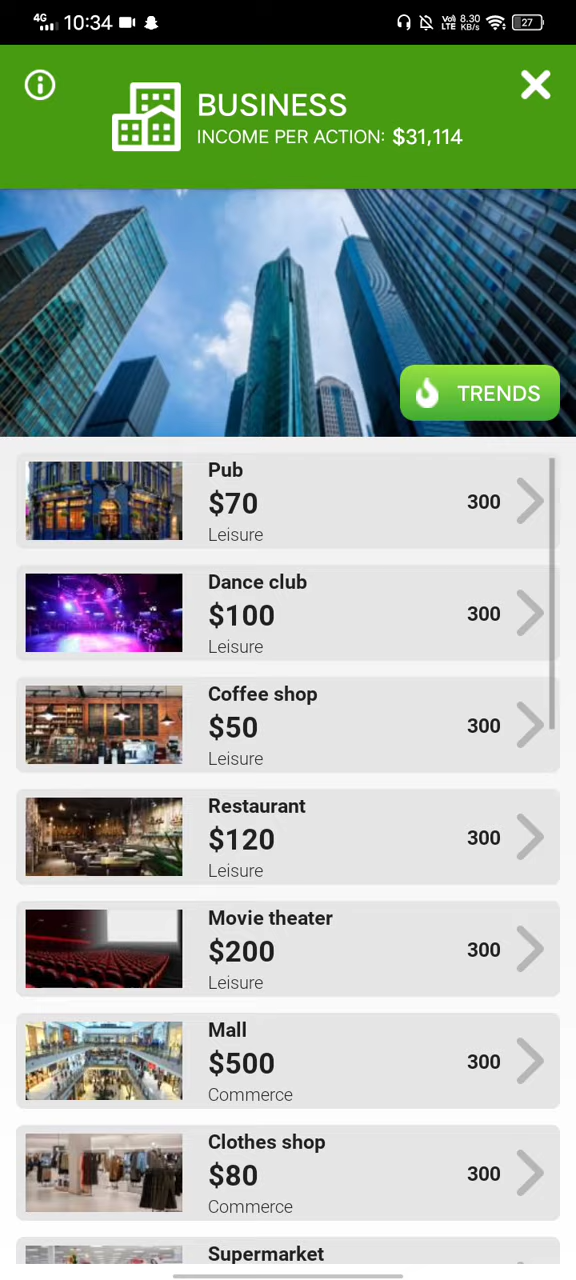 4G 10:34 Vo) LTE 8.30 KB/s 27
BUSINESS
INCOME PER ACTION: $31,114
TRENDS
Pub
$70
300
Leisure
Dance club
$100
300
Leisure
Coffee shop
$50
300
Leisure
Restaurant
$120
300
Leisure
Movie theater
$200
300
Leisure
Mall
$500
300
Commerce
Clothes shop
$80
300
Commerce
Supermarket